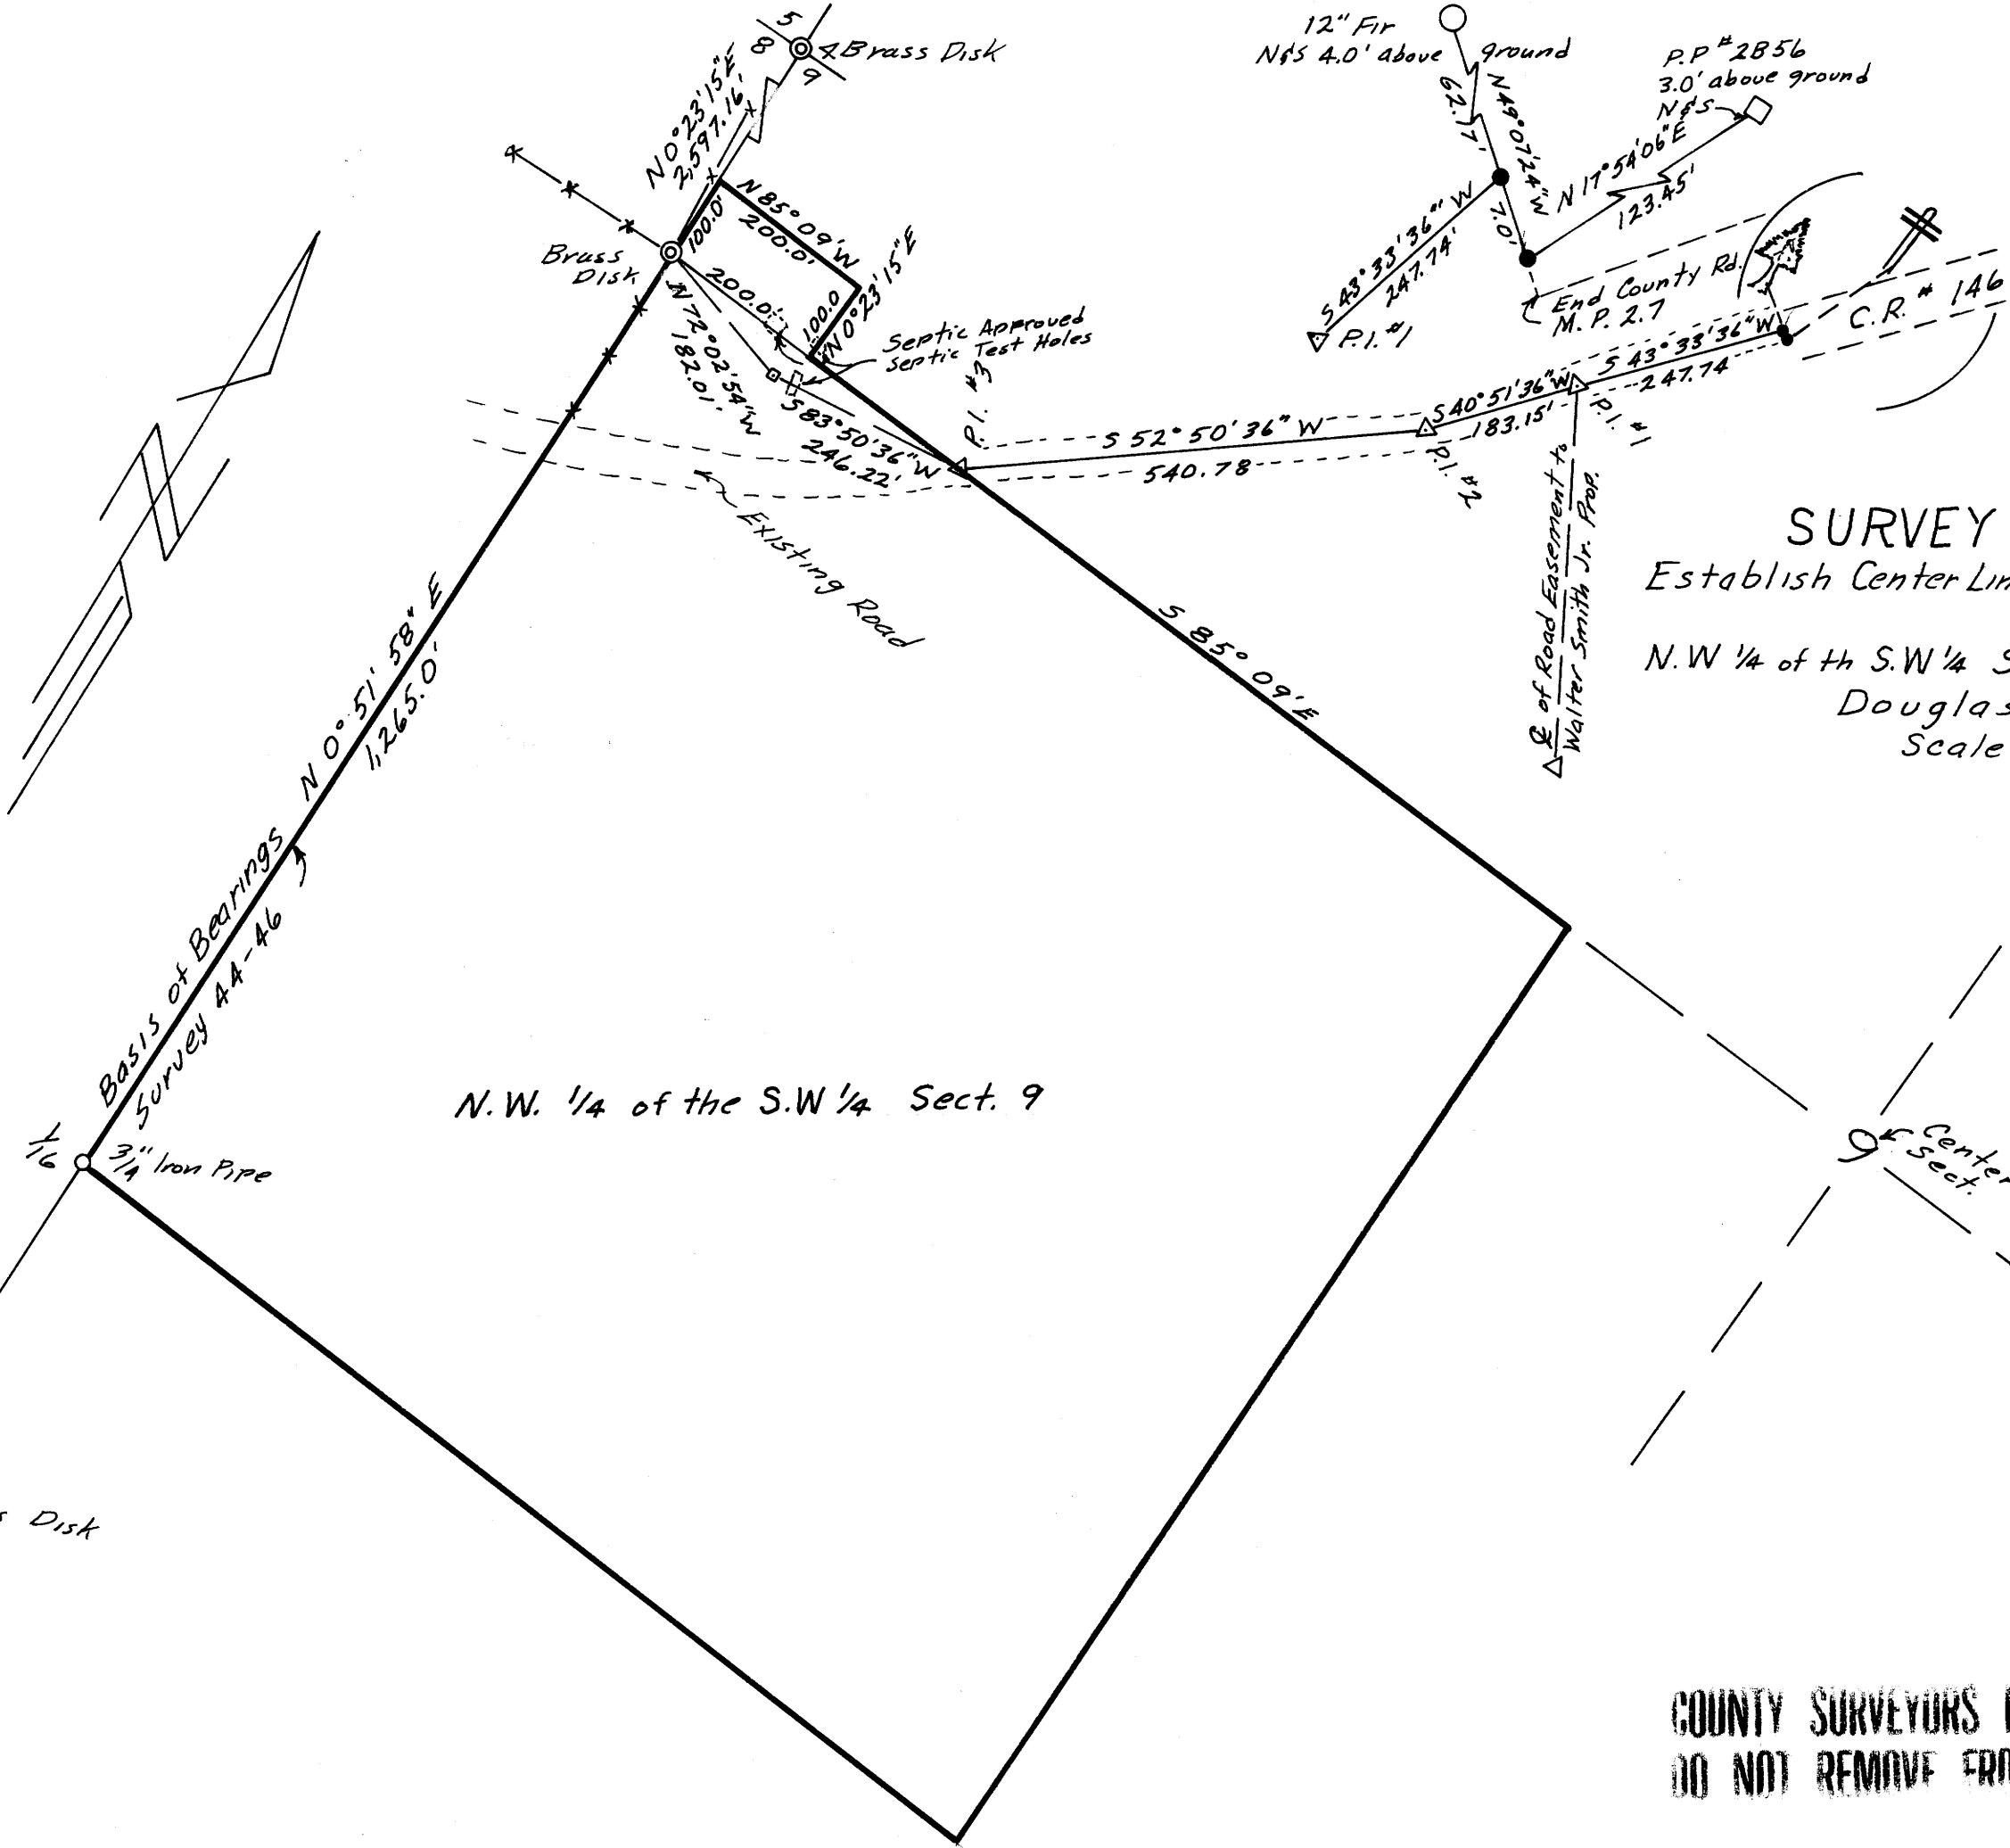 5
8
9
Brass Disk
N0°23'15"E
2,597.16'
Brass
Disk
100.0'
N85°09'W
200.0'
N0°23'15"E
100.0
200.0'
N72°02'54"W
182.01'
Septic Approved
Septic Test Holes
S83°50'36"W
246.22'
P.I. #3
12" Fir
N&S 4.0' above ground
62.17'
N49°07'24"W
7.0'
P.P #2B56
3.0' above ground
N&S
N17°54'06"E
123.45'
S43°33'36"W
247.74'
P.I. #1
End County Rd.
M.P. 2.7
C.R. # 146
S43°33'36"W
247.74
P.I. #1
S40°51'36"W
183.15'
P.I. #2
S 52°50'36" W
540.78
Existing Road
℄ of Road Easement to
Walter Smith Jr. Prop.
SURVEY
Establish Center Lin
N.W ¼ of th S.W ¼ S
Douglas
Scale
N
S 85°09'E
N 0°51'58" E
1,265.0'
Basis of Bearings
Survey 44-46
1/16
3/4" Iron Pipe
N.W. ¼ of the S.W ¼ Sect. 9
9
Center
Sect.
s Disk
COUNTY SURVEYORS
DO NOT REMOVE FRO